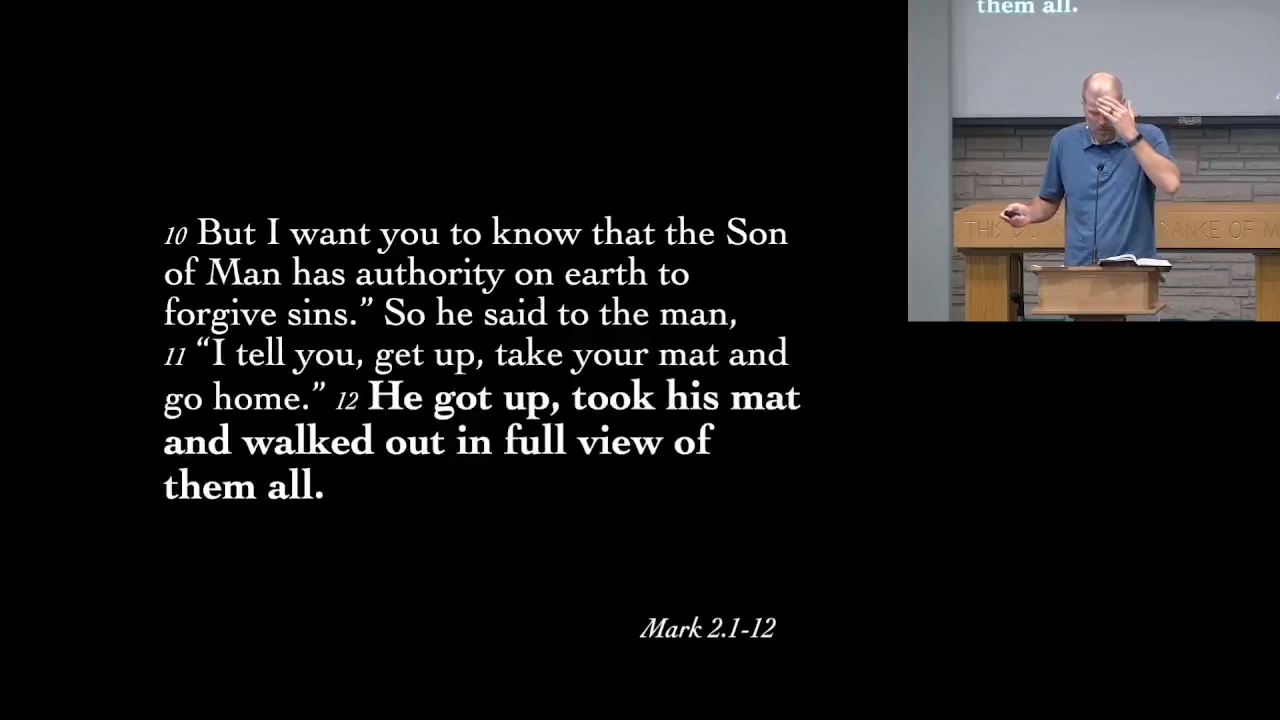 10 But I want you to know that the Son
of Man has authority on earth to
forgive sins.” So he said to the man,
11 “I tell you, get up, take your mat and
go home.” 12 He got up, took his mat
and walked out in full view of
them all.
Mark 2.1-12
them all.
THIS DO
OF